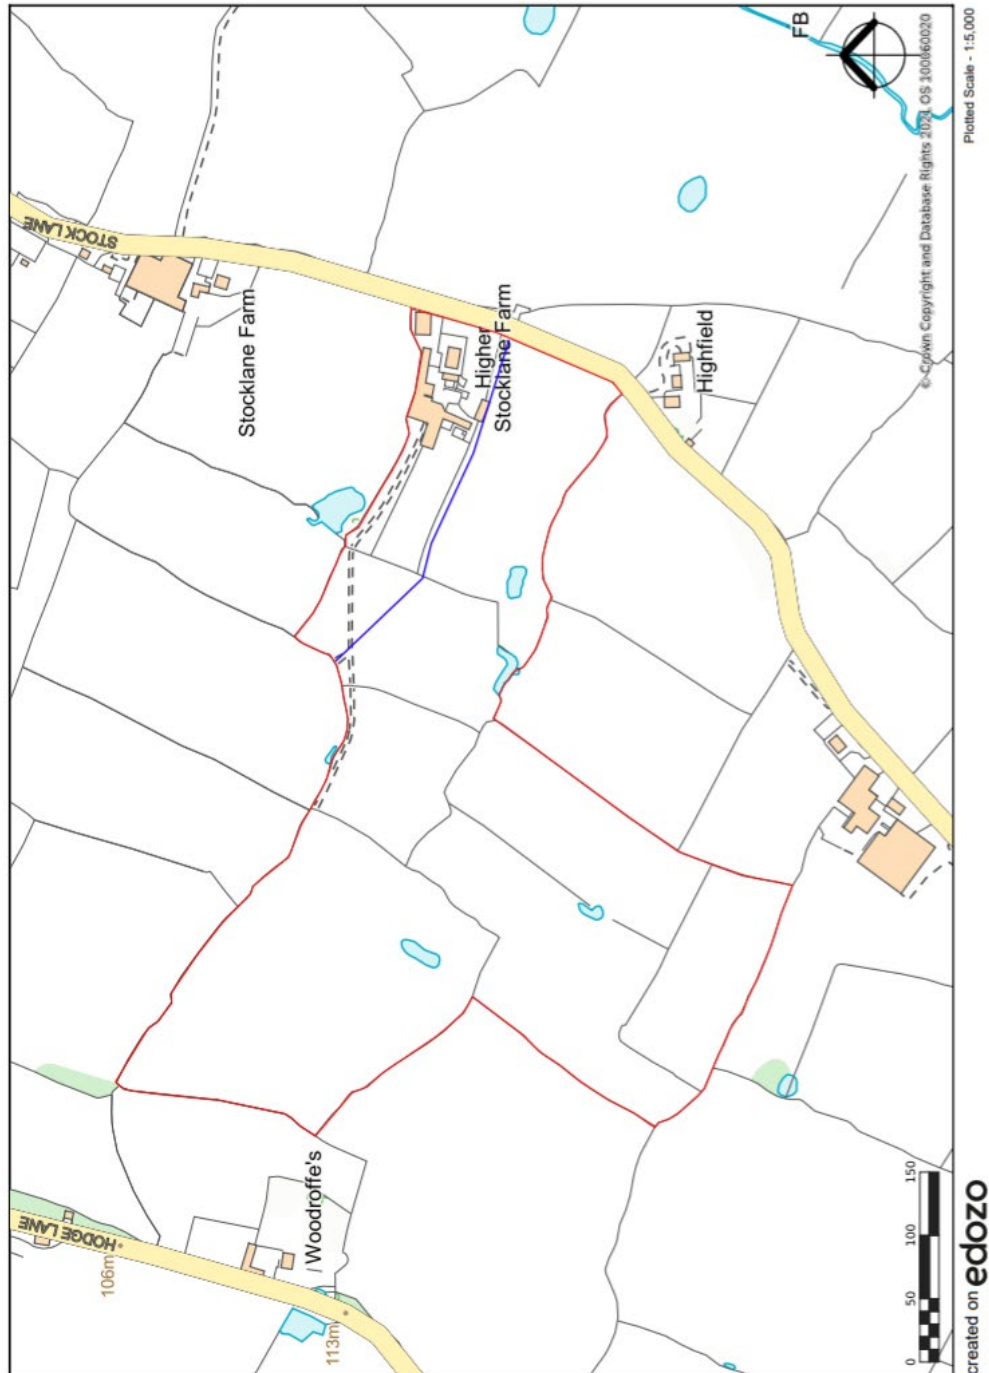 FB
STOCK LANE
Stocklane Farm
Higher
Stocklane Farm
Highfield
Woodroffe's
HODGE LANE
106m
113m
© Crown Copyright and Database Rights 2024. OS 100060020
Plotted Scale - 1:5,000
0 50 100 150
created on edozo